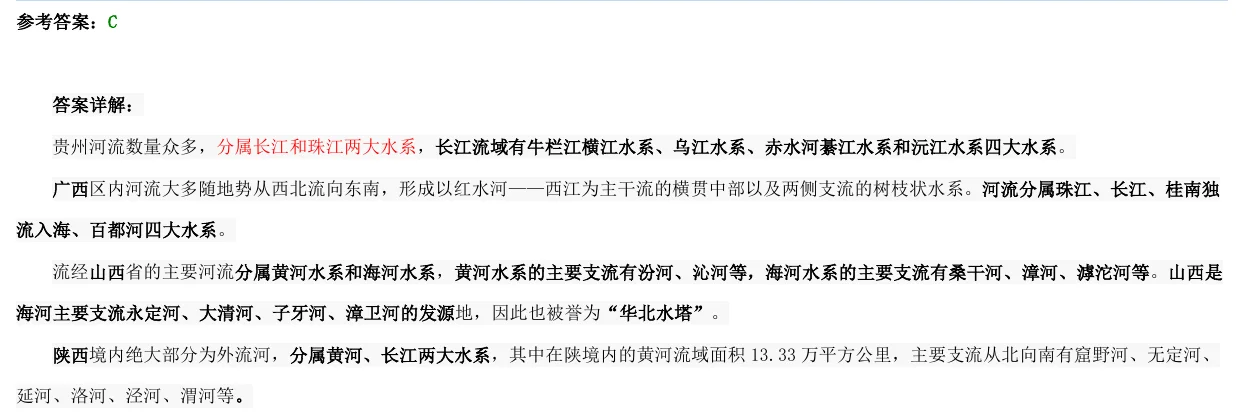 参考答案：C
答案详解：
贵州河流数量众多，分属长江和珠江两大水系，长江流域有牛栏江横江水系、乌江水系、赤水河綦江水系和沅江水系四大水系。
广西区内河流大多随地势从西北流向东南，形成以红水河——西江为主干流的横贯中部以及两侧支流的树枝状水系。河流分属珠江、长江、桂南独
流入海、百都河四大水系。
流经山西省的主要河流分属黄河水系和海河水系，黄河水系的主要支流有汾河、沁河等，海河水系的主要支流有桑干河、漳河、滹沱河等。山西是
海河主要支流永定河、大清河、子牙河、漳卫河的发源地，因此也被誉为“华北水塔”。
陕西境内绝大部分为外流河，分属黄河、长江两大水系，其中在陕境内的黄河流域面积 13.33 万平方公里，主要支流从北向南有窟野河、无定河、
延河、洛河、泾河、渭河等。